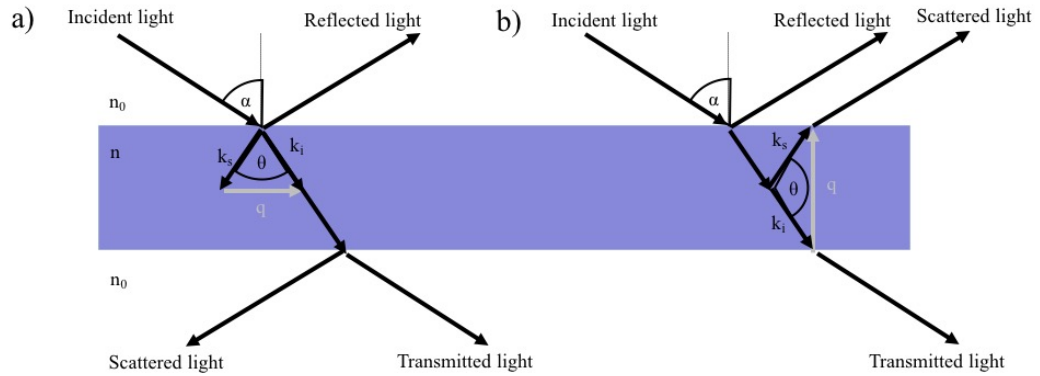 a)
Incident light
Reflected light
α
n₀
n
kₛ
θ
kᵢ
q
n₀
Scattered light
Transmitted light
b)
Incident light
Reflected light
Scattered light
α
kₛ
θ
q
kᵢ
Transmitted light